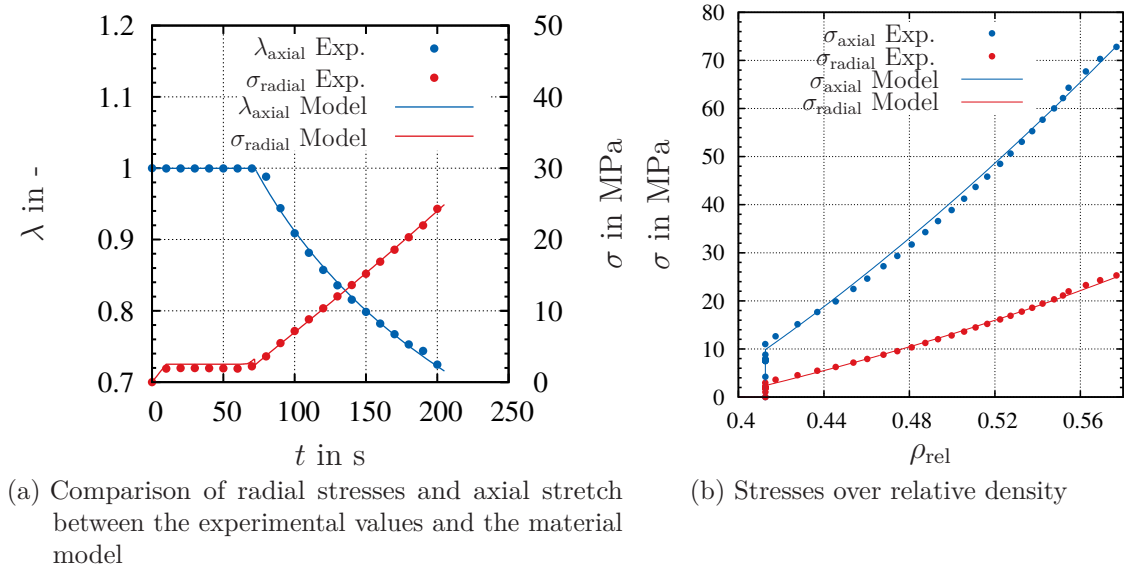 1.2
1.1
1
0.9
0.8
0.7
λ in -
50
40
30
20
10
0
σ in MPa
λaxial Exp.
σradial Exp.
λaxial Model
σradial Model
0 50 100 150 200 250
t in s
(a) Comparison of radial stresses and axial stretch
between the experimental values and the material
model
80
70
60
50
40
30
20
10
0
σ in MPa
σaxial Exp.
σradial Exp.
σaxial Model
σradial Model
0.4 0.44 0.48 0.52 0.56
ρrel
(b) Stresses over relative density